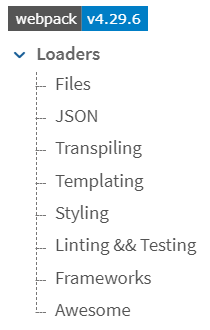 webpack v4.29.6
Loaders
Files
JSON
Transpiling
Templating
Styling
Linting && Testing
Frameworks
Awesome